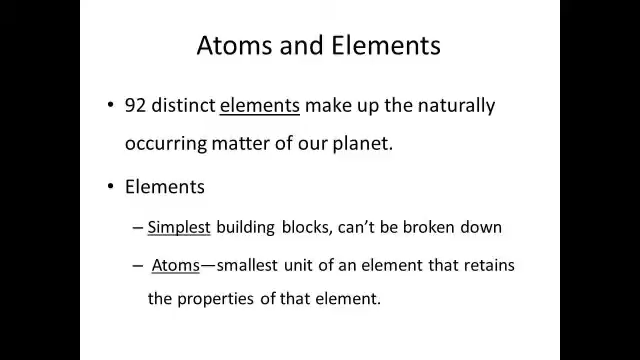 Atoms and Elements
• 92 distinct elements make up the naturally
occurring matter of our planet.
• Elements
– Simplest building blocks, can’t be broken down
– Atoms—smallest unit of an element that retains
the properties of that element.